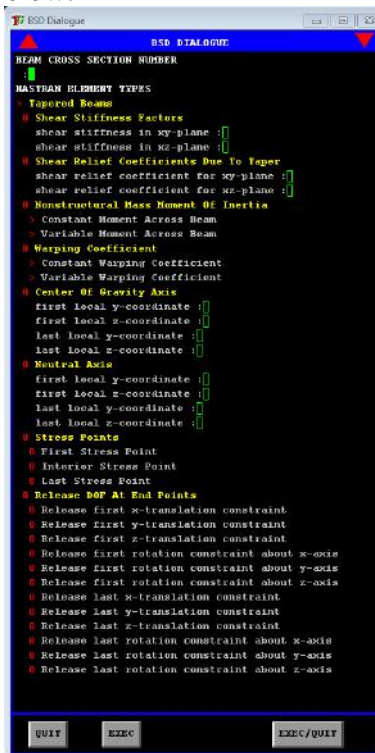 BSD Dialogue
BSD DIALOGUE
BEAM CROSS SECTION NUMBER
:
NASTRAN ELEMENT TYPES
> Tapered Beams
0 Shear Stiffness Factors
shear stiffness in xy-plane :
shear stiffness in xz-plane :
0 Shear Relief Coefficients Due To Taper
shear relief coefficient for xy-plane :
shear relief coefficient for xz-plane :
0 Nonstructural Mass Moment Of Inertia
> Constant Moment Across Beam
> Variable Moment Across Beam
0 Warping Coefficient
> Constant Warping Coefficient
> Variable Warping Coefficient
0 Center Of Gravity Axis
first local y-coordinate :
first local z-coordinate :
last local y-coordinate :
last local z-coordinate :
0 Neutral Axis
first local y-coordinate :
first local z-coordinate :
last local y-coordinate :
last local z-coordinate :
0 Stress Points
0 First Stress Point
0 Interior Stress Point
0 Last Stress Point
0 Release DOF At End Points
0 Release first x-translation constraint
0 Release first y-translation constraint
0 Release first z-translation constraint
0 Release first rotation constraint about x-axis
0 Release first rotation constraint about y-axis
0 Release first rotation constraint about z-axis
0 Release last x-translation constraint
0 Release last y-translation constraint
0 Release last z-translation constraint
0 Release last rotation constraint about x-axis
0 Release last rotation constraint about y-axis
0 Release last rotation constraint about z-axis
QUIT EXEC EXEC/QUIT